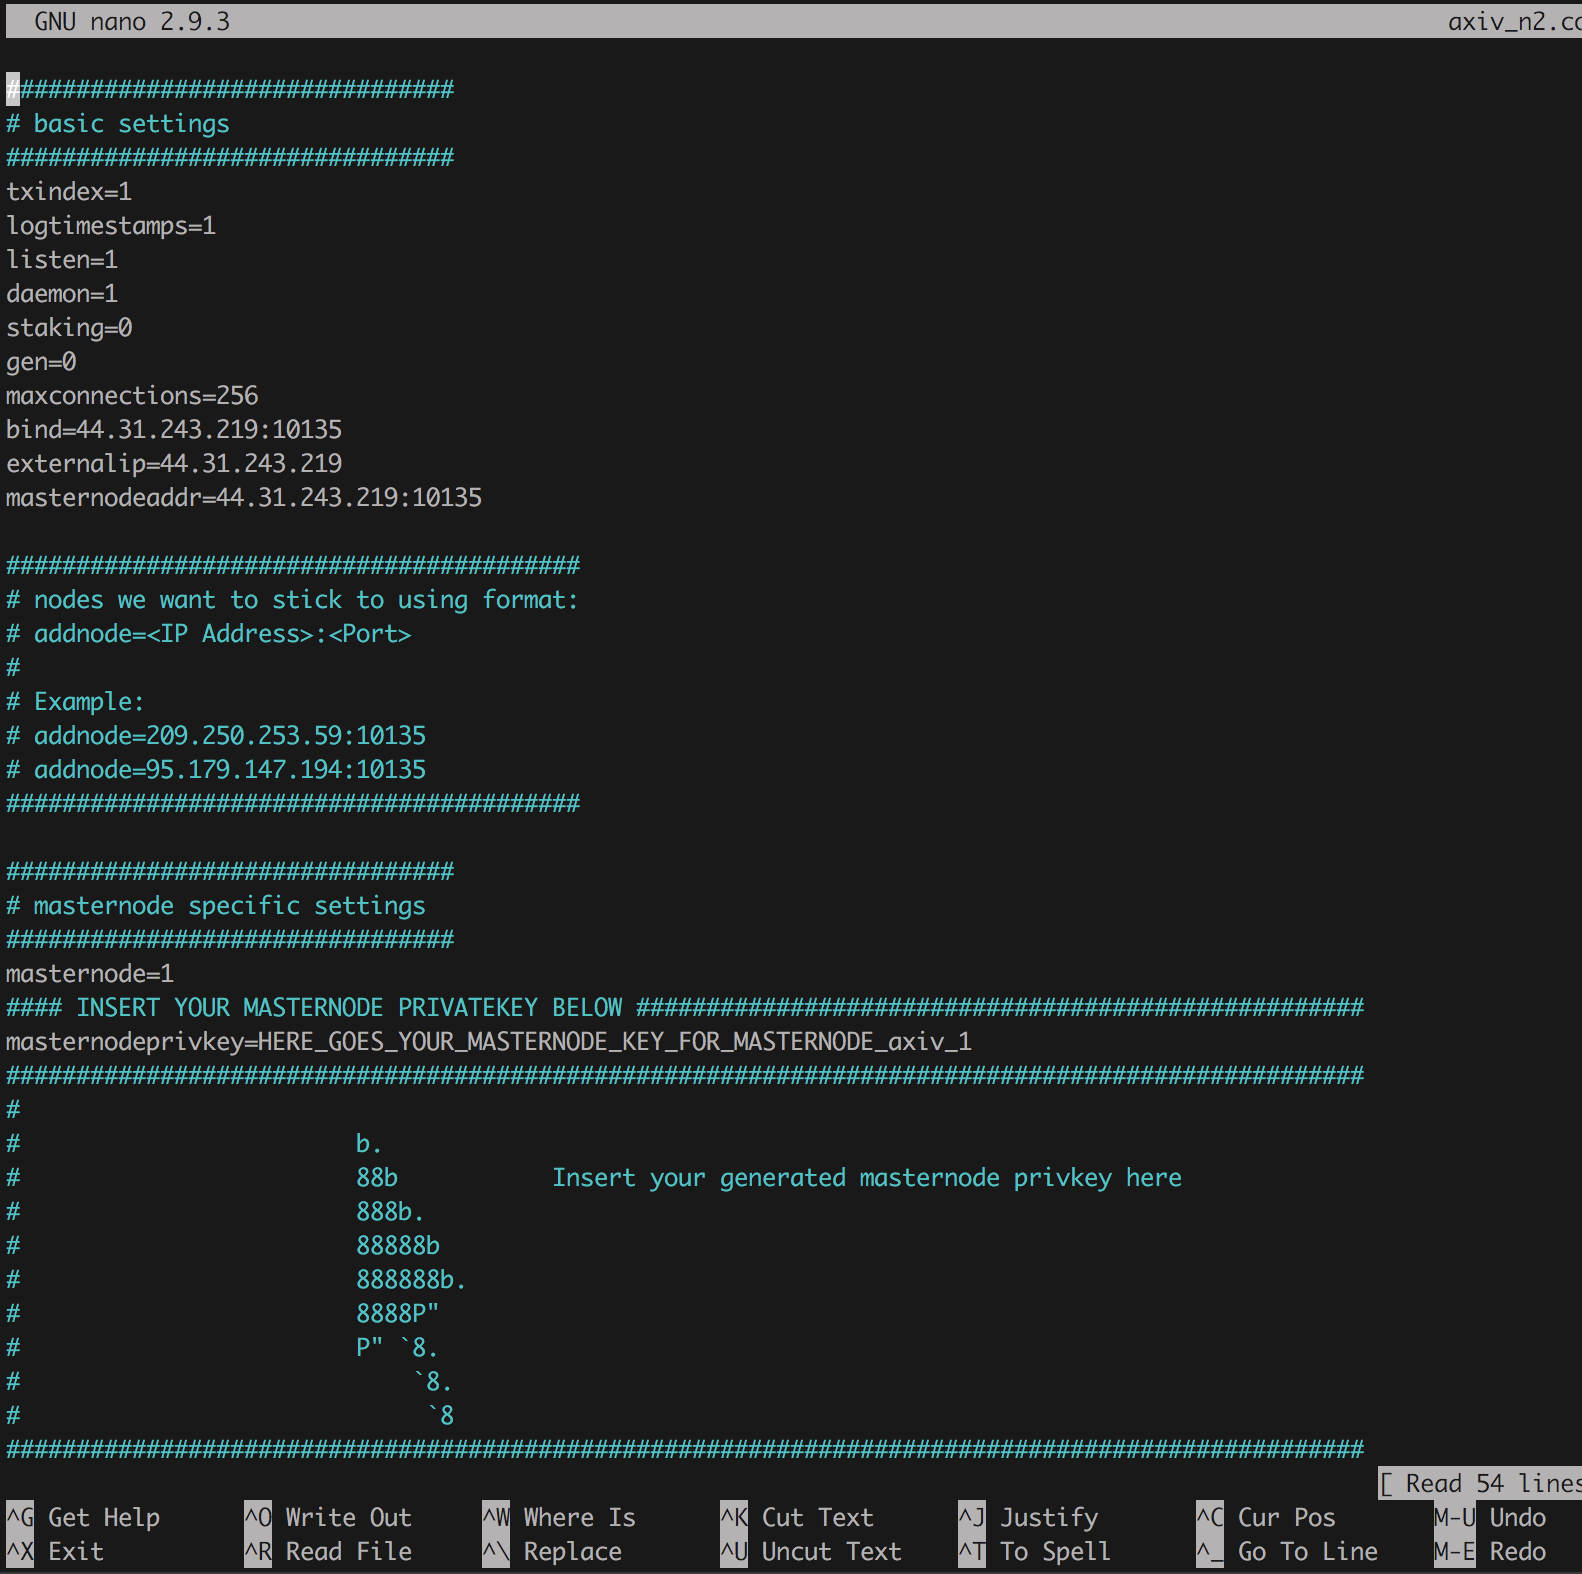 GNU nano 2.9.3 axiv_n2.co
################################
# basic settings
################################
txindex=1
logtimestamps=1
listen=1
daemon=1
staking=0
gen=0
maxconnections=256
bind=44.31.243.219:10135
externalip=44.31.243.219
masternodeaddr=44.31.243.219:10135
#########################################
# nodes we want to stick to using format:
# addnode=<IP Address>:<Port>
#
# Example:
# addnode=209.250.253.59:10135
# addnode=95.179.147.194:10135
#########################################
################################
# masternode specific settings
################################
masternode=1
#### INSERT YOUR MASTERNODE PRIVATEKEY BELOW ####################################################
masternodeprivkey=HERE_GOES_YOUR_MASTERNODE_KEY_FOR_MASTERNODE_axiv_1
#################################################################################################
#
#                        b.
#                        88b           Insert your generated masternode privkey here
#                        888b.
#                        88888b
#                        888888b.
#                        8888P"
#                        P" `8.
#                            `8.
#                             `8
#################################################################################################
[ Read 54 lines
^G Get Help ^O Write Out ^W Where Is ^K Cut Text ^J Justify ^C Cur Pos M-U Undo
^X Exit ^R Read File ^\ Replace ^U Uncut Text ^T To Spell ^_ Go To Line M-E Redo